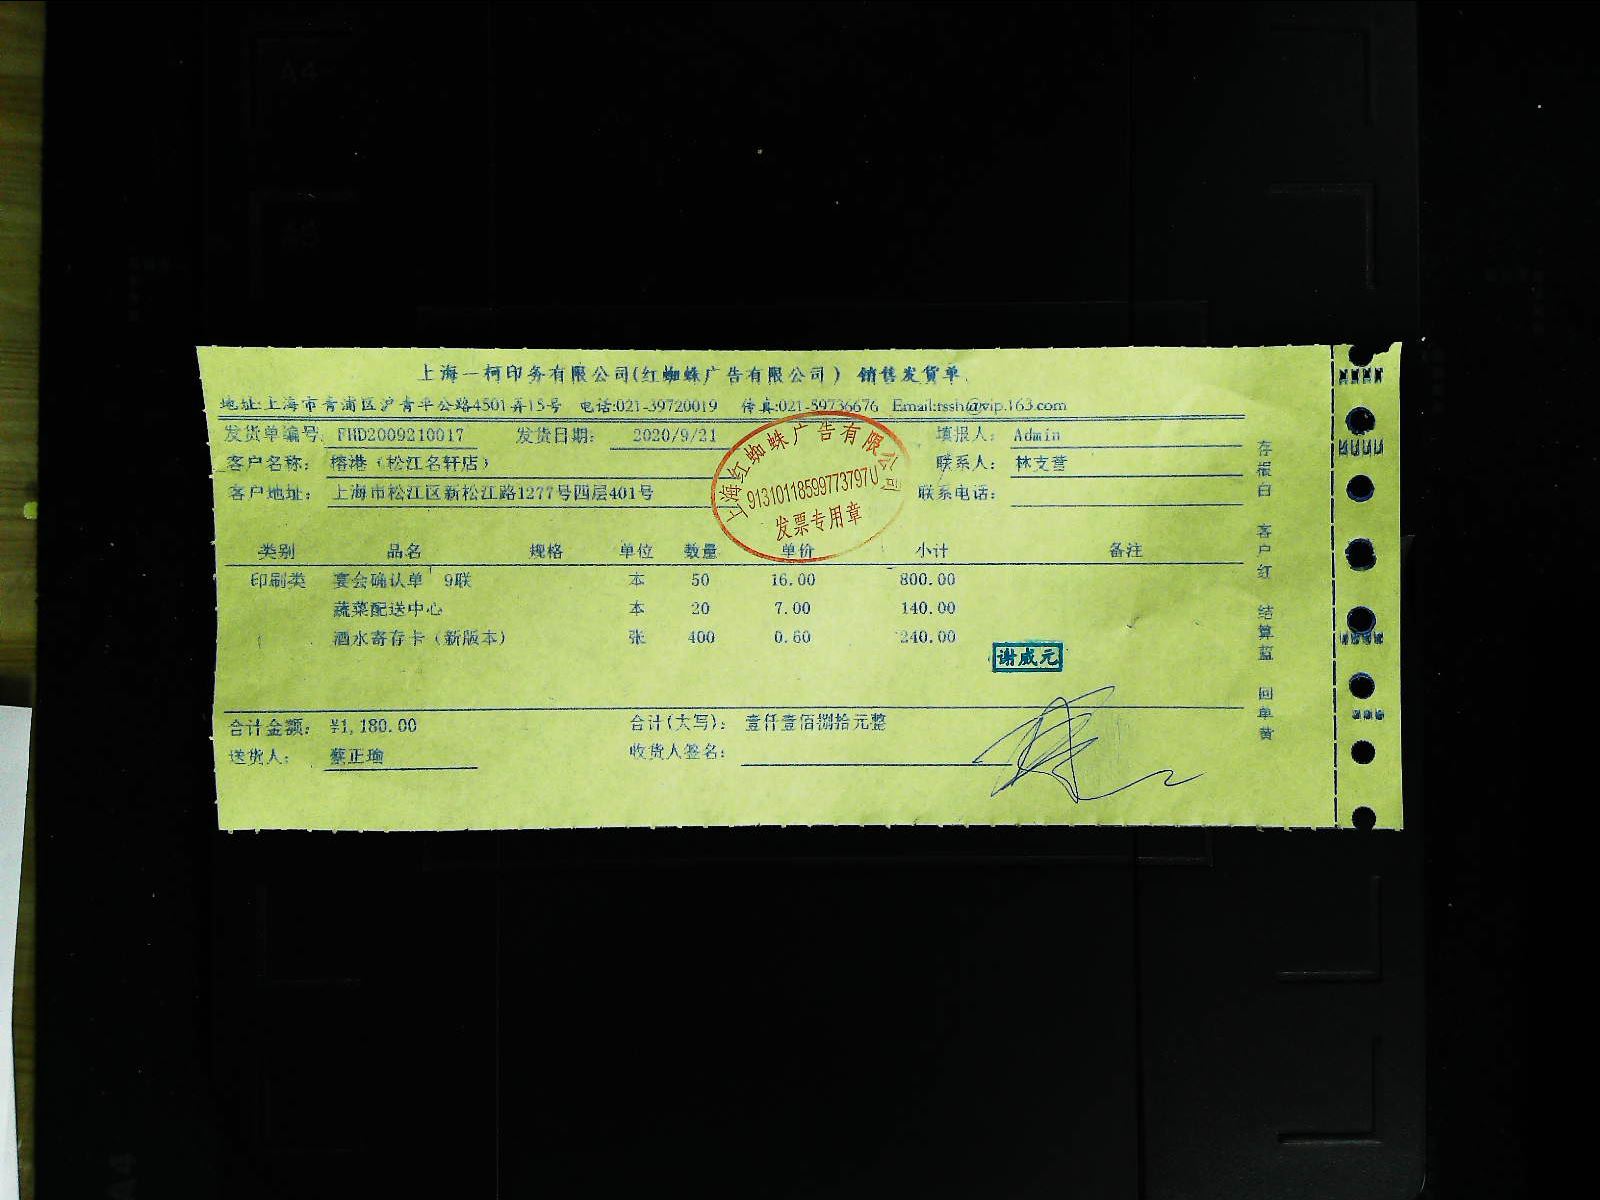 上海一柯印务有限公司(红蜘蛛广告有限公司) 销售发货单
地址:上海市青浦区沪青平公路4501弄15号 电话:021-39720019 传真:021-59736676 Email:rssh@vip.163.com
发货单编号: FHD2009210017 发货日期: 2020/9/21 填报人: Admin
客户名称: 榕港（松江名轩店） 联系人: 林支营
客户地址: 上海市松江区新松江路1277号四层401号 联系电话:
上海红蜘蛛广告有限公司
91310118599773797U
发票专用章
类别 品名 规格 单位 数量 单价 小计 备注
印刷类 宴会确认单 9联 本 50 16.00 800.00
蔬菜配送中心 本 20 7.00 140.00
酒水寄存卡（新版本） 张 400 0.60 240.00
谢威元
合计金额: ¥1,180.00 合计(大写): 壹仟壹佰捌拾元整
送货人: 蔡正瑜 收货人签名:
存根白 客户红 结算蓝 回单黄
A4
A5
A4